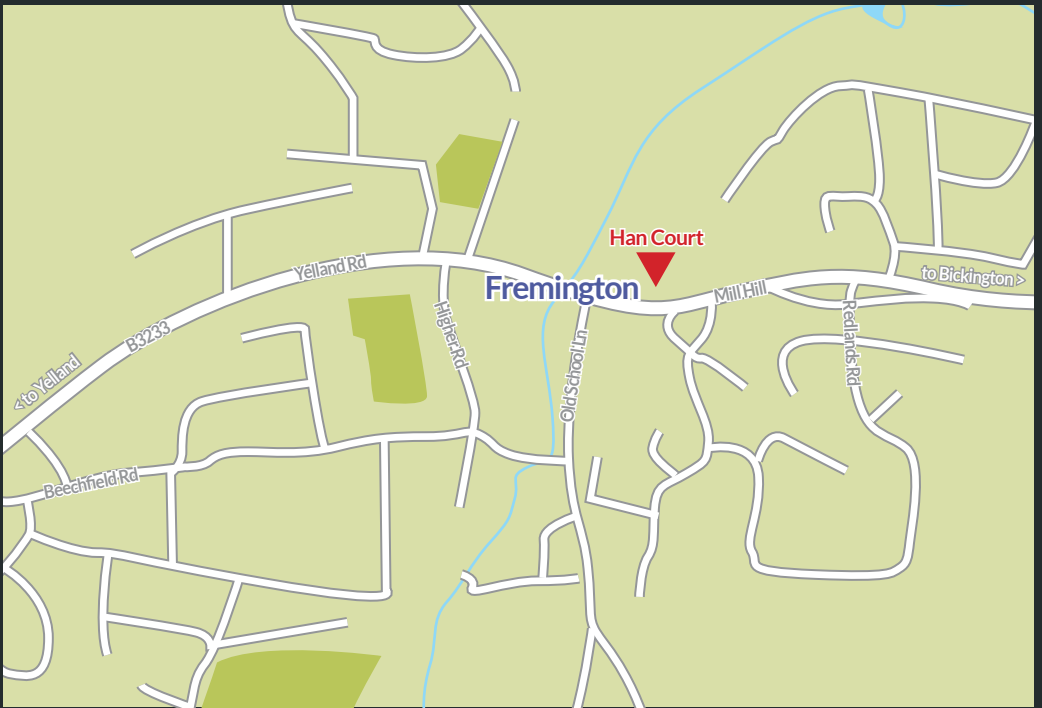 Han Court
Yelland Rd
to Bickington >
Fremington
Mill Hill
B3233
Higher Rd
Redlands Rd
< to Yelland
Old School Ln
Beechfield Rd